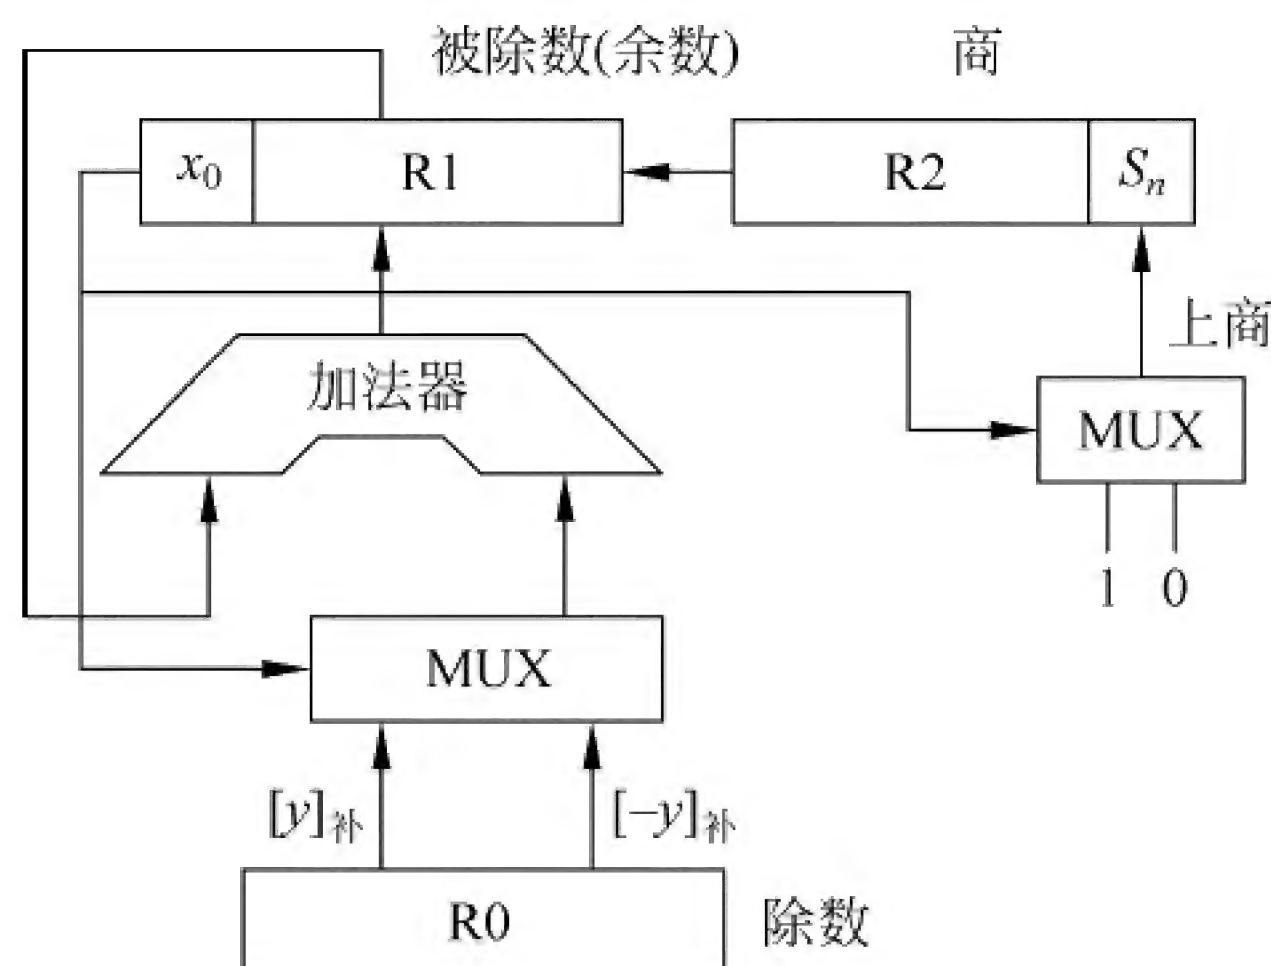 被除数(余数) 商
x₀ R1 R2 Sₙ
上商
加法器
MUX
1 0
MUX
[y]补 [−y]补
R0 除数